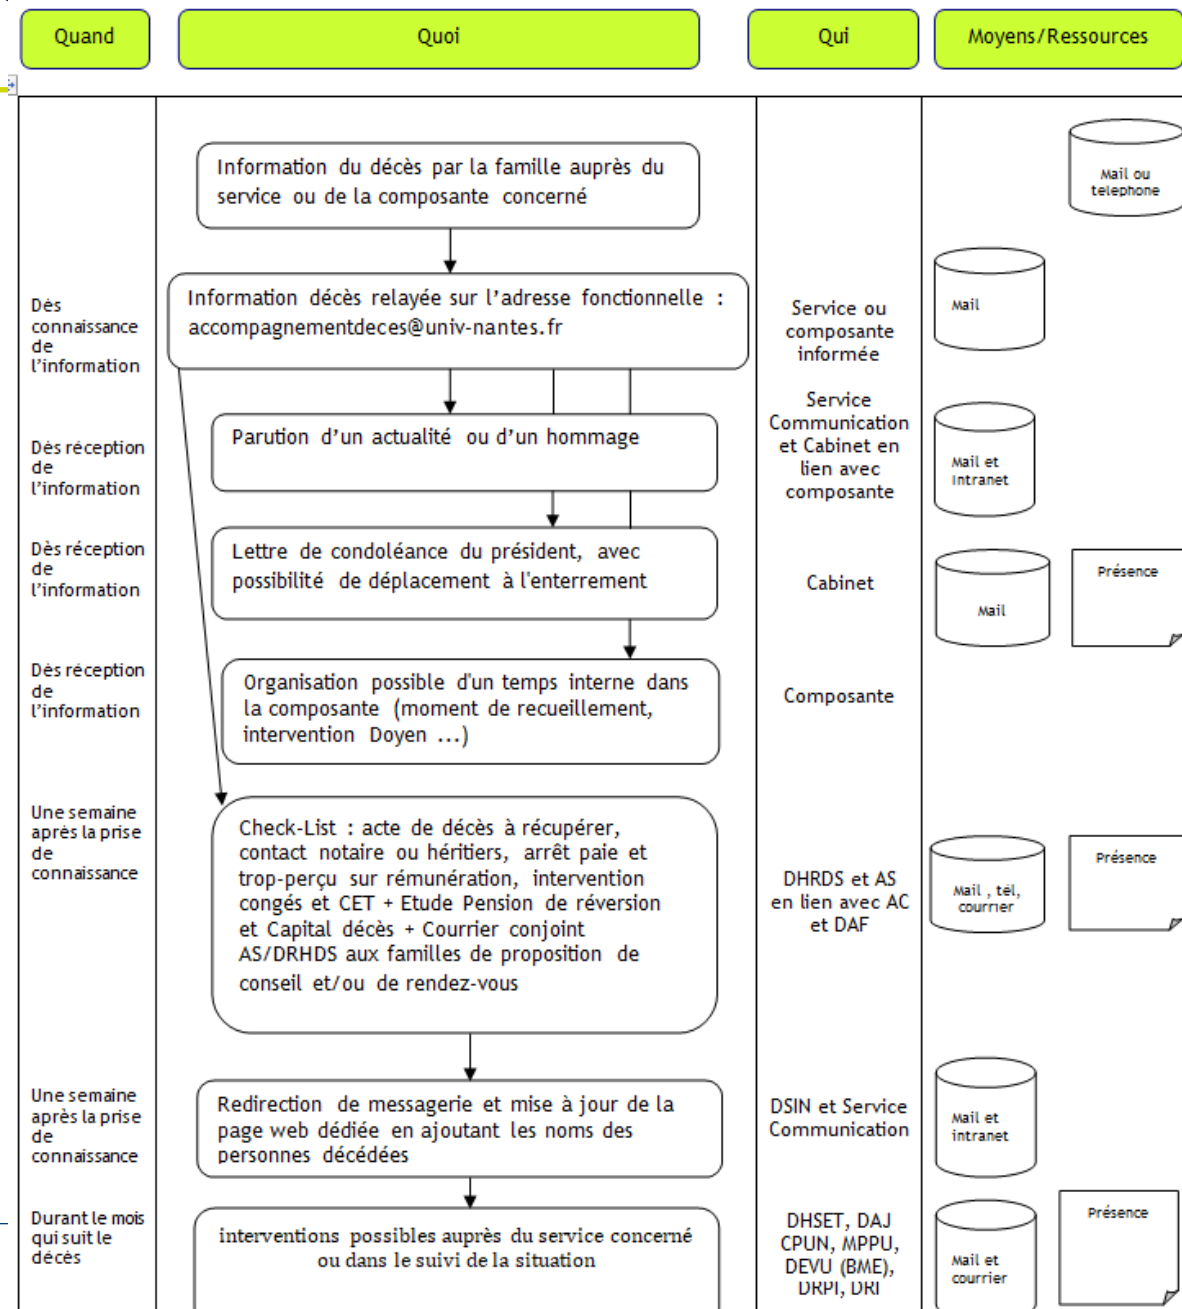 Quand
Quoi
Qui
Moyens/Ressources
Information du décès par la famille auprès du
service ou de la composante concerné
Mail ou
telephone
Dés
connaissance
de
l'information
Information décès relayée sur l'adresse fonctionnelle :
accompagnementdeces@univ-nantes.fr
Service ou
composante
informée
Mail
Dès réception
de
l'information
Parution d'un actualité ou d'un hommage
Service
Communication
et Cabinet en
lien avec
composante
Mail et
Intranet
Dès réception
de
l'information
Lettre de condoléance du président, avec
possibilité de déplacement à l'enterrement
Cabinet
Mail
Présence
Dés réception
de
l'information
Organisation possible d'un temps interne dans
la composante (moment de recueillement,
intervention Doyen ...)
Composante
Une semaine
après la prise
de
connaissance
Check-List : acte de décès à récupérer,
contact notaire ou héritiers, arrêt paie et
trop-perçu sur rémunération, intervention
congés et CET + Etude Pension de réversion
et Capital décès + Courrier conjoint
AS/DRHDS aux familles de proposition de
conseil et/ou de rendez-vous
DHRDS et AS
en lien avec AC
et DAF
Mail , tél,
courrier
Présence
Une semaine
après la prise
de
connaissance
Redirection de messagerie et mise à jour de la
page web dédiée en ajoutant les noms des
personnes décédées
DSIN et Service
Communication
Mail et
intranet
Durant le mois
qui suit le
décès
interventions possibles auprès du service concerné
ou dans le suivi de la situation
DHSET, DAJ
CPUN, MPPU,
DEVU (BME),
DRPI, DRI
Mail et
courrier
Présence